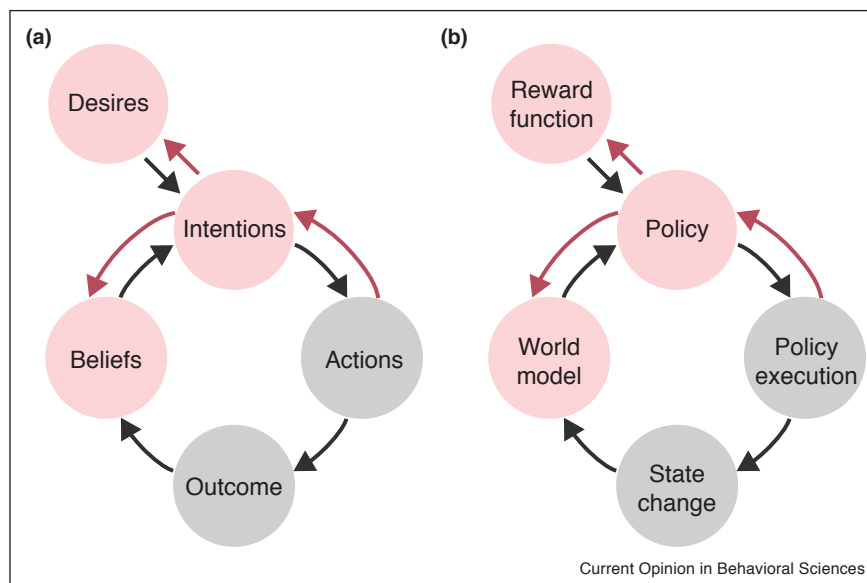 (a)
Desires
Intentions
Beliefs
Actions
Outcome
(b)
Reward
function
Policy
World
model
Policy
execution
State
change
Current Opinion in Behavioral Sciences